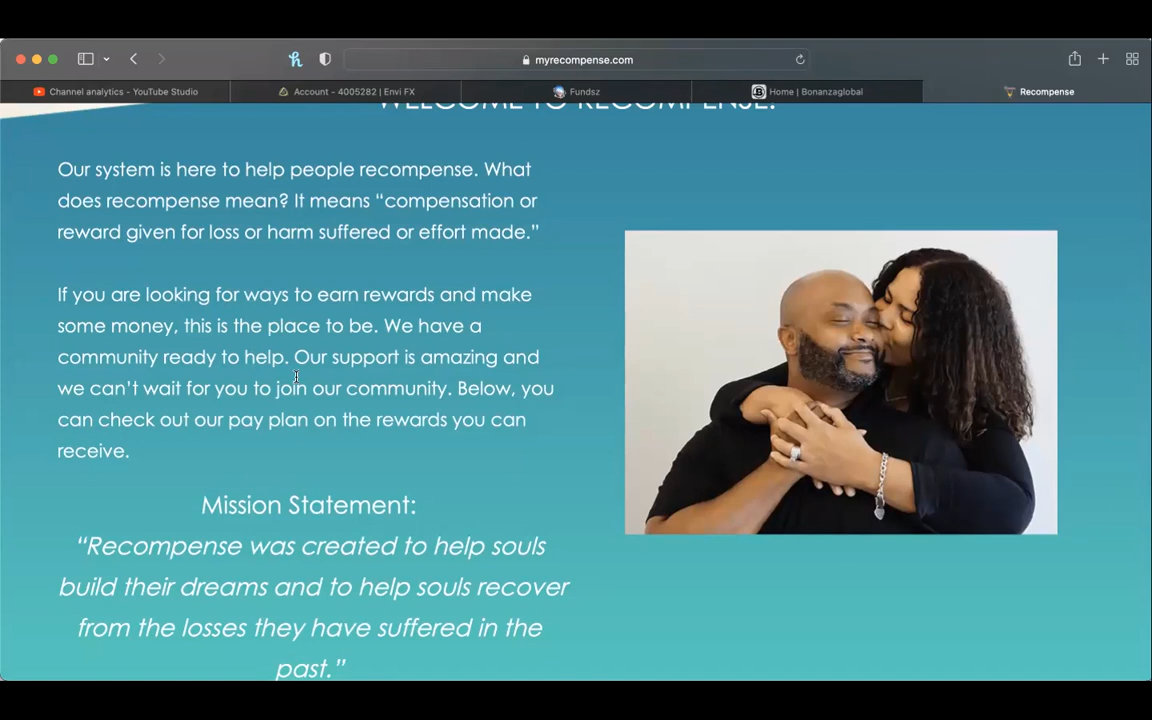 myrecompense.com
Channel analytics - YouTube Studio
Account - 4005282 | Envi FX
Fundsz
Home | Bonanzaglobal
Recompense
WELCOME TO RECOMPENSE!
Our system is here to help people recompense. What
does recompense mean? It means “compensation or
reward given for loss or harm suffered or effort made.”
If you are looking for ways to earn rewards and make
some money, this is the place to be. We have a
community ready to help. Our support is amazing and
we can’t wait for you to join our community. Below, you
can check out our pay plan on the rewards you can
receive.
Mission Statement:
“Recompense was created to help souls
build their dreams and to help souls recover
from the losses they have suffered in the
past.”